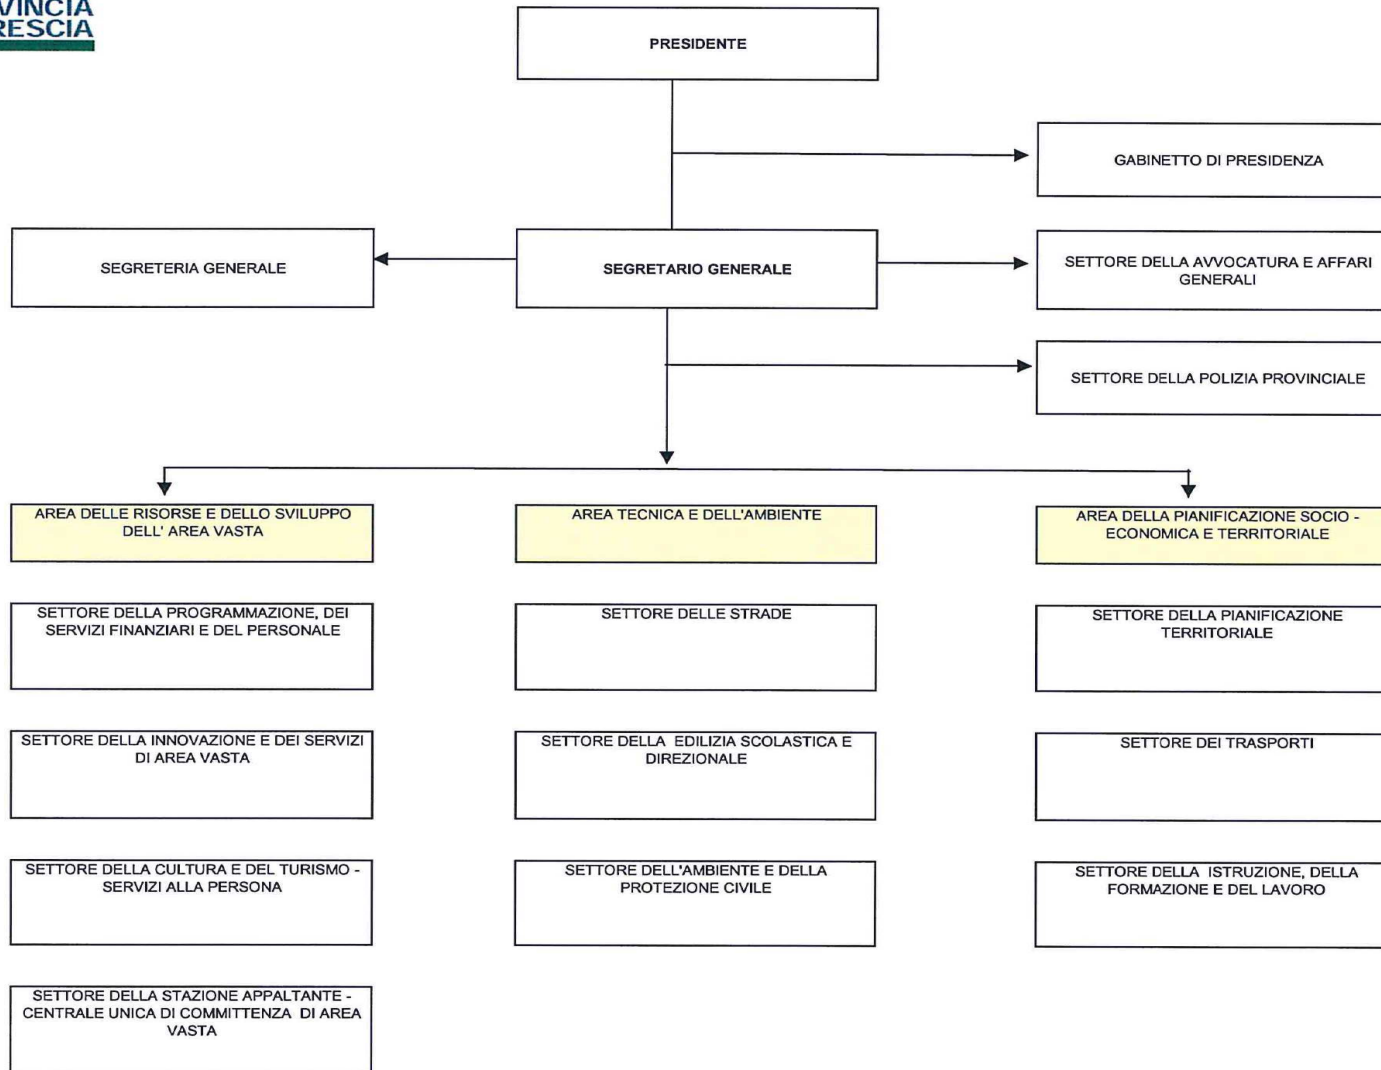 VINCIA
RESCIA
PRESIDENTE
GABINETTO DI PRESIDENZA
SEGRETERIA GENERALE
SEGRETARIO GENERALE
SETTORE DELLA AVVOCATURA E AFFARI
GENERALI
SETTORE DELLA POLIZIA PROVINCIALE
AREA DELLE RISORSE E DELLO SVILUPPO
DELL' AREA VASTA
AREA TECNICA E DELL'AMBIENTE
AREA DELLA PIANIFICAZIONE SOCIO -
ECONOMICA E TERRITORIALE
SETTORE DELLA PROGRAMMAZIONE, DEI
SERVIZI FINANZIARI E DEL PERSONALE
SETTORE DELLE STRADE
SETTORE DELLA PIANIFICAZIONE
TERRITORIALE
SETTORE DELLA INNOVAZIONE E DEI SERVIZI
DI AREA VASTA
SETTORE DELLA  EDILIZIA SCOLASTICA E
DIREZIONALE
SETTORE DEI TRASPORTI
SETTORE DELLA CULTURA E DEL TURISMO -
SERVIZI ALLA PERSONA
SETTORE DELL'AMBIENTE E DELLA
PROTEZIONE CIVILE
SETTORE DELLA  ISTRUZIONE, DELLA
FORMAZIONE E DEL LAVORO
SETTORE DELLA STAZIONE APPALTANTE -
CENTRALE UNICA DI COMMITTENZA  DI AREA
VASTA